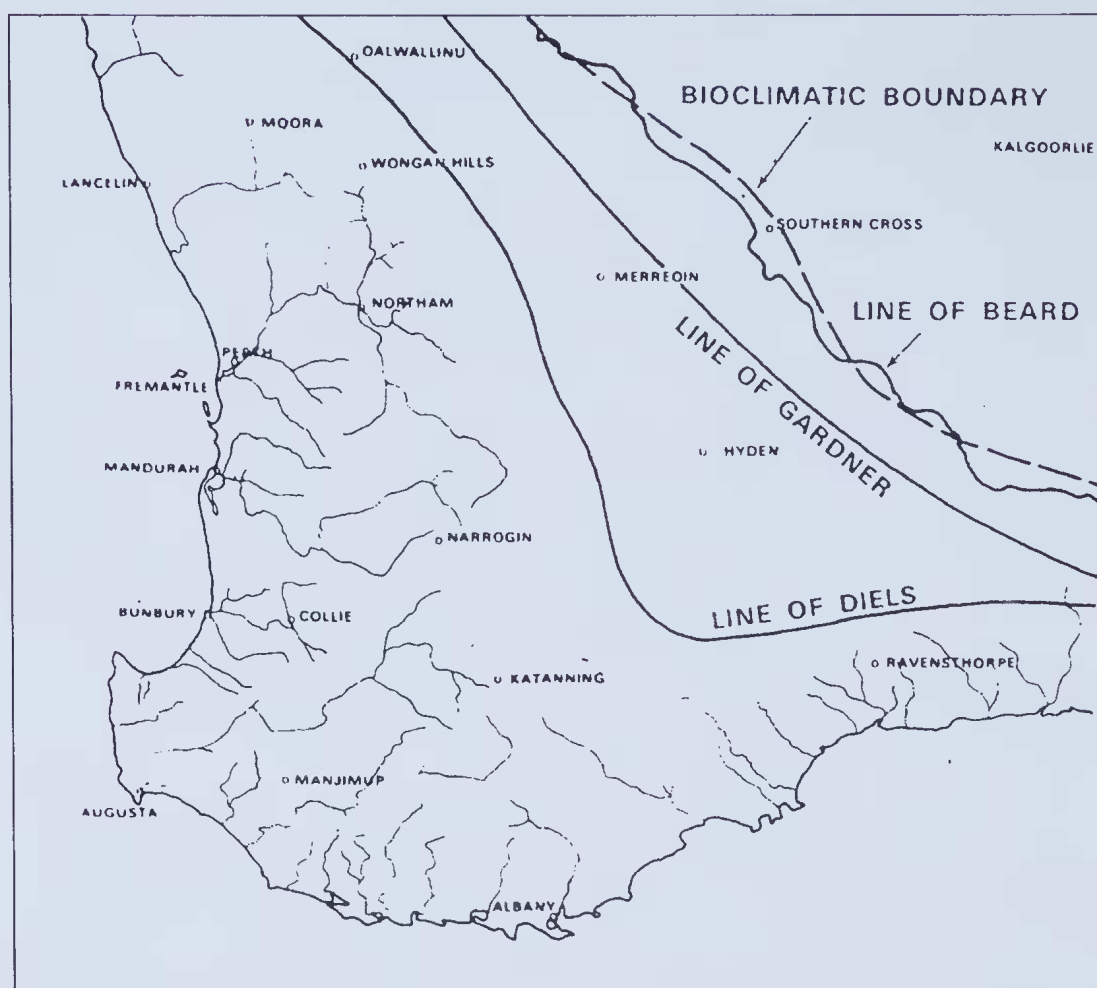 OALWALLINU
BIOCLIMATIC BOUNDARY
MOORA
KALGOORLIE
WONGAN HILLS
LANCELIN
SOUTHERN CROSS
MERREOIN
NORTHAM
LINE OF BEARD
PERTH
LINE OF GARDNER
FREMANTLE
HYDEN
MANDURAH
NARROGIN
LINE OF DIELS
BUNBURY
COLLIE
RAVENSTHORPE
KATANNING
MANJIMUP
AUGUSTA
ALBANY